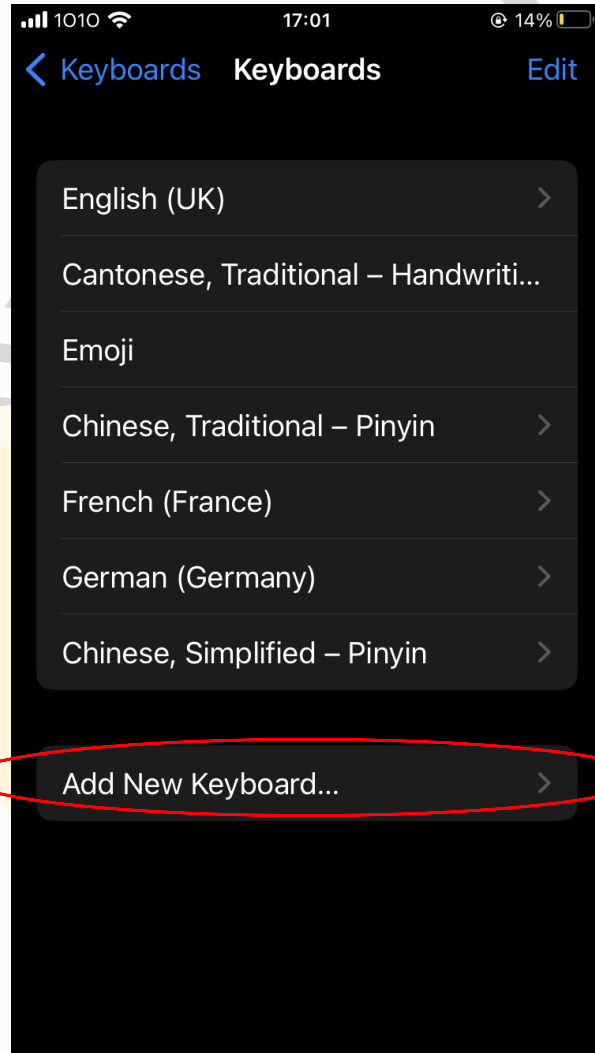 1010 17:01 14%
Keyboards Keyboards Edit
English (UK)
Cantonese, Traditional – Handwriti...
Emoji
Chinese, Traditional – Pinyin
French (France)
German (Germany)
Chinese, Simplified – Pinyin
Add New Keyboard...